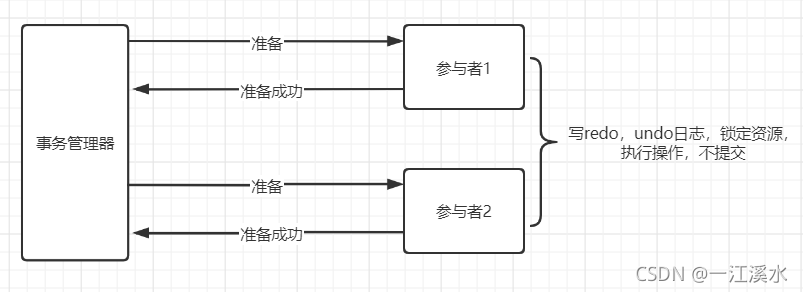 准备
参与者1
准备成功
事务管理器
写redo，undo日志，锁定资源，
执行操作，不提交
准备
参与者2
准备成功
CSDN @一江溪水